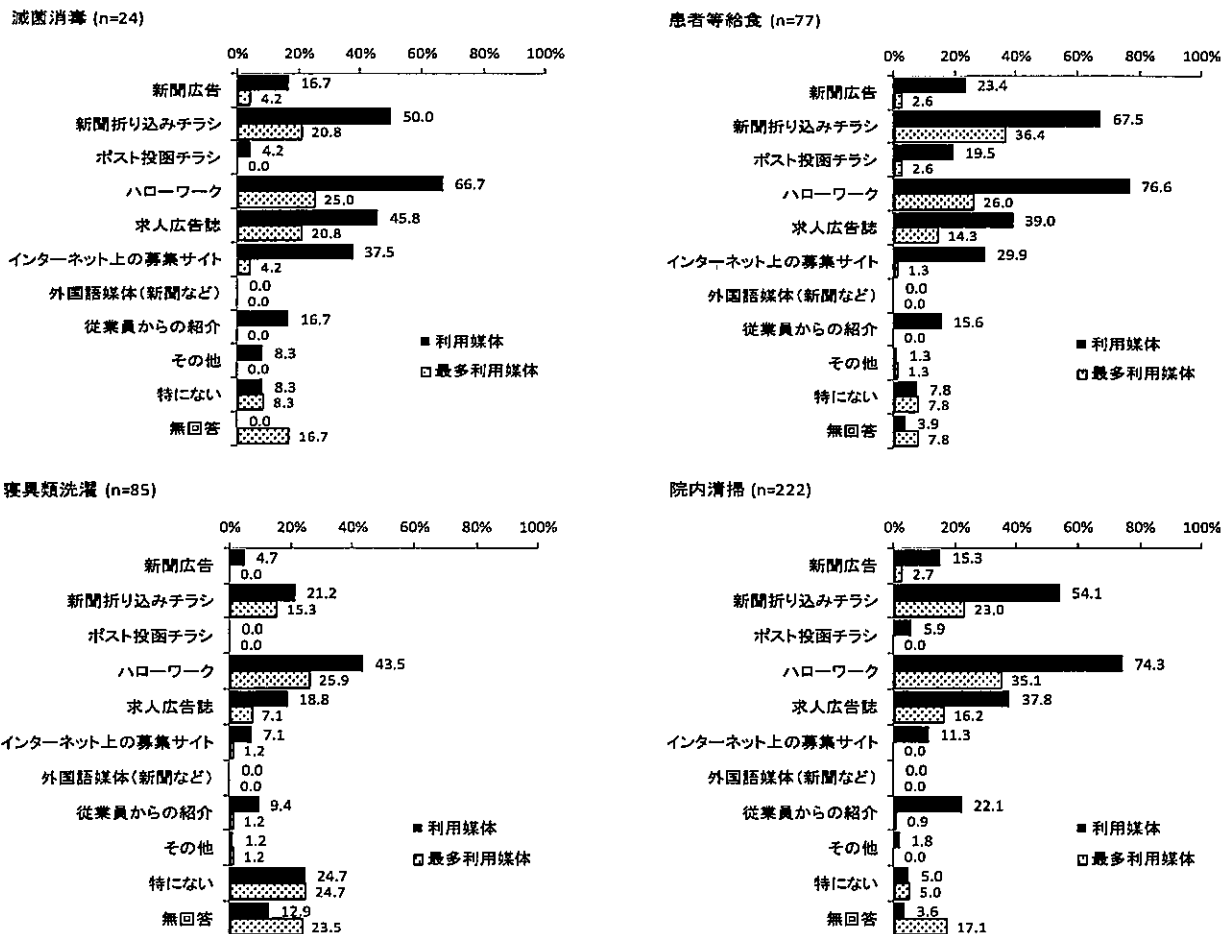 滅菌消毒 (n=24)
0% 20% 40% 60% 80% 100%
新聞広告 16.7 4.2
新聞折り込みチラシ 50.0 20.8
ポスト投函チラシ 4.2 0.0
ハローワーク 66.7 25.0
求人広告誌 45.8 20.8
インターネット上の募集サイト 37.5 4.2
外国語媒体(新聞など) 0.0 0.0
従業員からの紹介 16.7 0.0
その他 8.3 0.0
特にない 8.3 8.3
無回答 0.0 16.7
■利用媒体
最多利用媒体
患者等給食 (n=77)
0% 20% 40% 60% 80% 100%
新聞広告 23.4 2.6
新聞折り込みチラシ 67.5 36.4
ポスト投函チラシ 19.5 2.6
ハローワーク 76.6 26.0
求人広告誌 39.0 14.3
インターネット上の募集サイト 29.9 1.3
外国語媒体(新聞など) 0.0 0.0
従業員からの紹介 15.6 0.0
その他 1.3 1.3
特にない 7.8 7.8
無回答 3.9 7.8
■利用媒体
最多利用媒体
寝具類洗濯 (n=85)
0% 20% 40% 60% 80% 100%
新聞広告 4.7 0.0
新聞折り込みチラシ 21.2 15.3
ポスト投函チラシ 0.0 0.0
ハローワーク 43.5 25.9
求人広告誌 18.8 7.1
インターネット上の募集サイト 7.1 1.2
外国語媒体(新聞など) 0.0 0.0
従業員からの紹介 9.4 1.2
その他 1.2 1.2
特にない 24.7 24.7
無回答 12.9 23.5
■利用媒体
最多利用媒体
院内清掃 (n=222)
0% 20% 40% 60% 80% 100%
新聞広告 15.3 2.7
新聞折り込みチラシ 54.1 23.0
ポスト投函チラシ 5.9 0.0
ハローワーク 74.3 35.1
求人広告誌 37.8 16.2
インターネット上の募集サイト 11.3 0.0
外国語媒体(新聞など) 0.0 0.0
従業員からの紹介 22.1 0.9
その他 1.8 0.0
特にない 5.0 5.0
無回答 3.6 17.1
■利用媒体
最多利用媒体